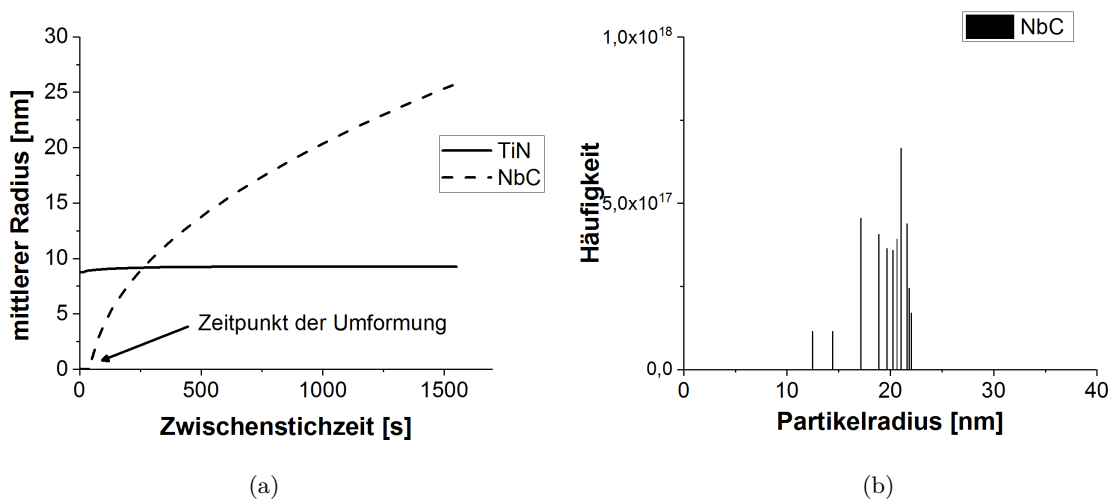 30
25
20
15
10
5
0
mittlerer Radius [nm]
TiN
NbC
Zeitpunkt der Umformung
0
500
1000
1500
Zwischenstichzeit [s]
(a)
NbC
1,0x10^18
5,0x10^17
0,0
Häufigkeit
0
10
20
30
40
Partikelradius [nm]
(b)